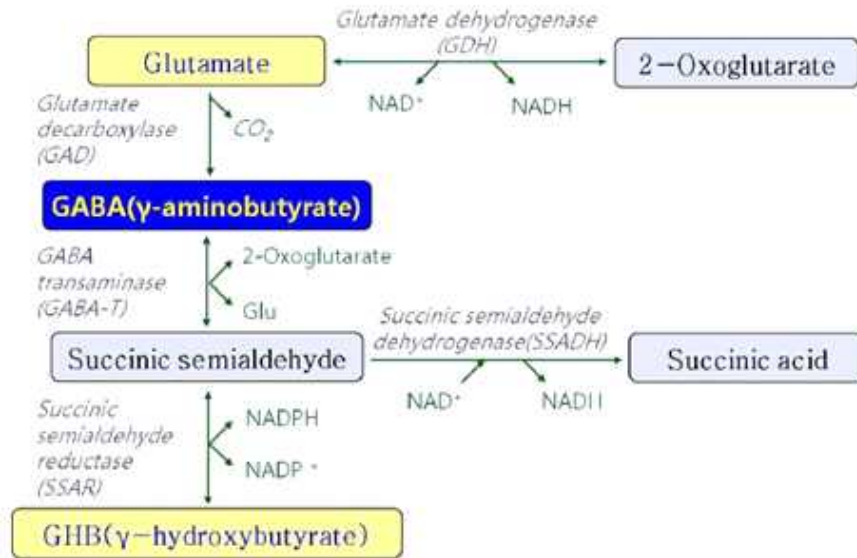 Glutamate dehydrogenase
(GDH)
Glutamate
2-Oxoglutarate
NAD⁺
NADH
Glutamate
decarboxylase
(GAD)
CO₂
GABA(γ-aminobutyrate)
GABA
transaminase
(GABA-T)
2-Oxoglutarate
Glu
Succinic semialdehyde
dehydrogenase(SSADH)
Succinic semialdehyde
Succinic acid
NAD⁺
NADH
Succinic
semialdehyde
reductase
(SSAR)
NADPH
NADP ⁺
GHB(γ-hydroxybutyrate)